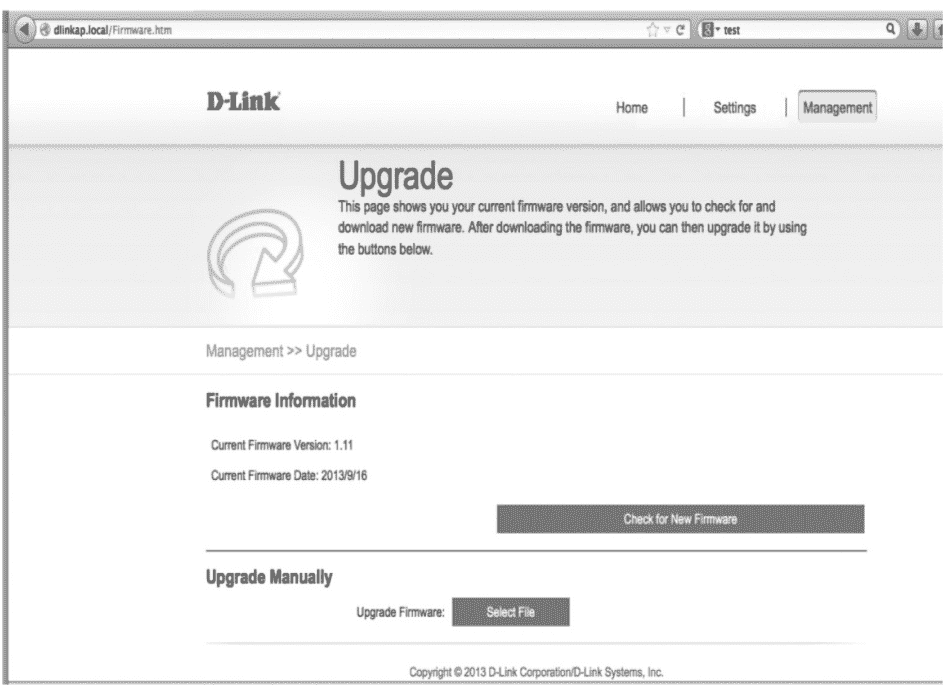 dlinkap.local/Firmware.htm
test
D-Link
Home | Settings | Management
Upgrade
This page shows you your current firmware version, and allows you to check for and
download new firmware. After downloading the firmware, you can then upgrade it by using
the buttons below.
Management >> Upgrade
Firmware Information
Current Firmware Version: 1.11
Current Firmware Date: 2013/9/16
Check for New Firmware
Upgrade Manually
Upgrade Firmware: Select File
Copyright © 2013 D-Link Corporation/D-Link Systems, Inc.